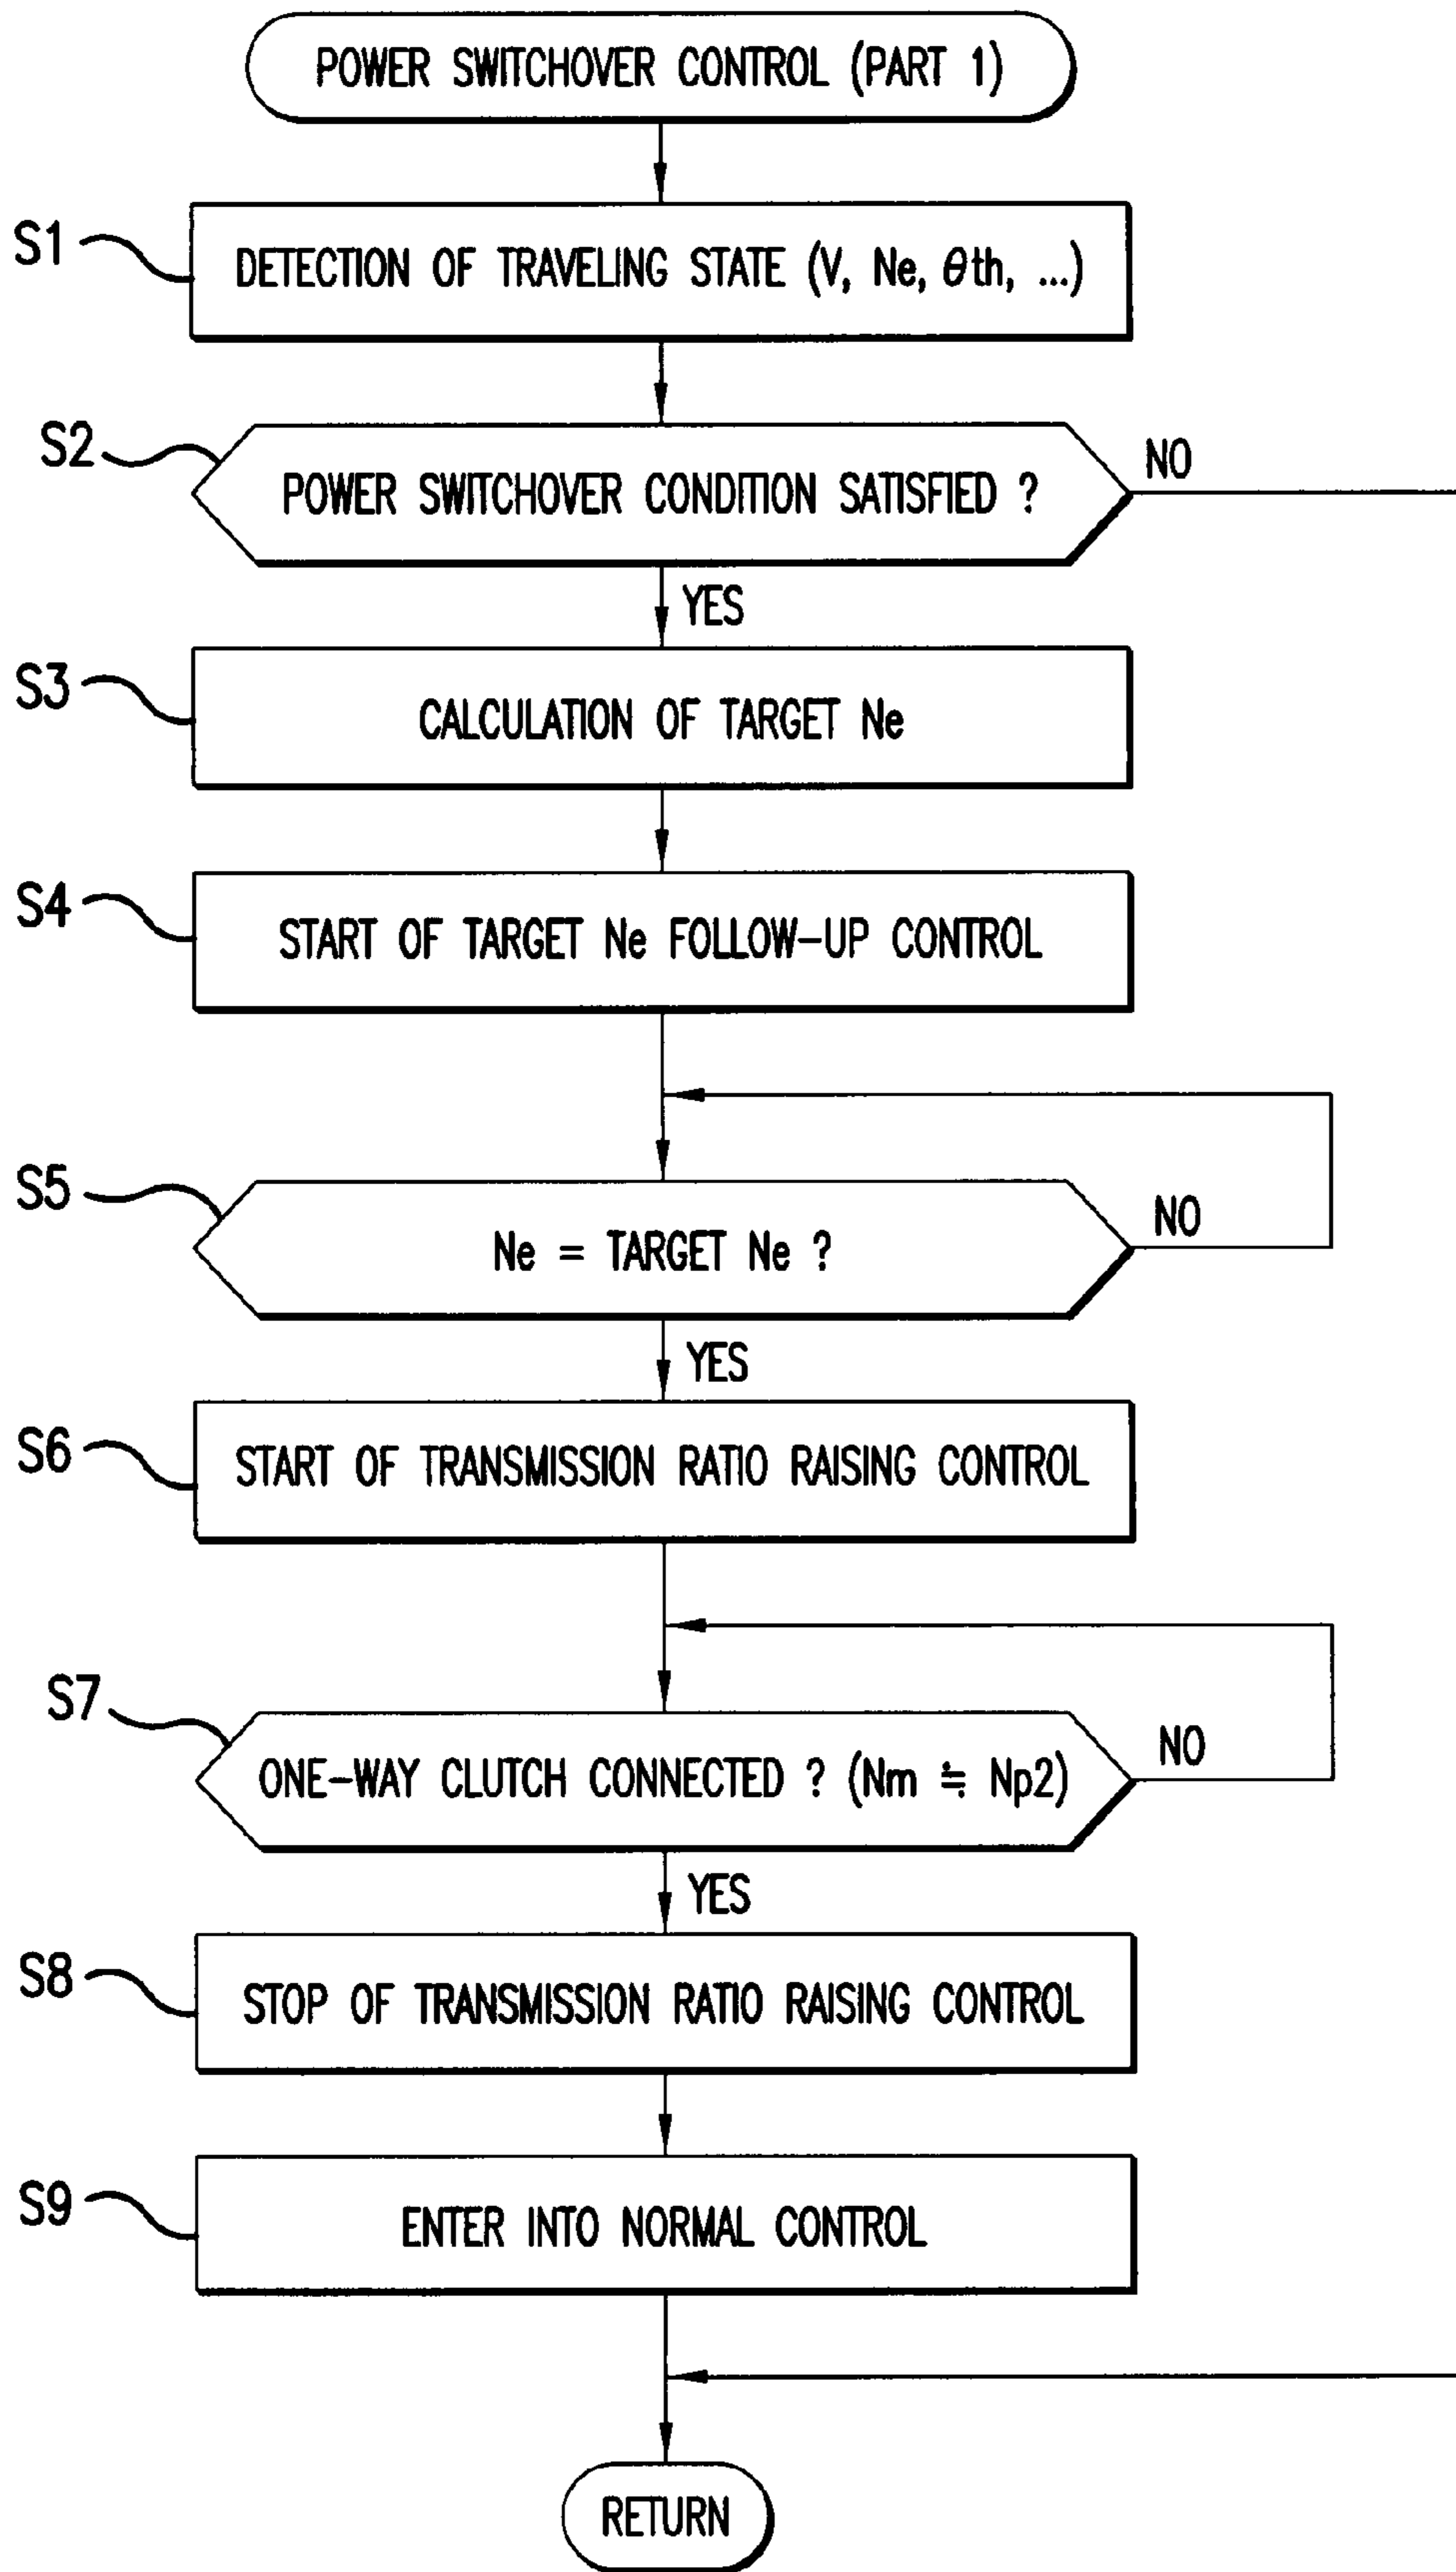 POWER SWITCHOVER CONTROL (PART 1)
S1
DETECTION OF TRAVELING STATE (V, Ne, θth, ...)
S2
POWER SWITCHOVER CONDITION SATISFIED ?
NO
YES
S3
CALCULATION OF TARGET Ne
S4
START OF TARGET Ne FOLLOW-UP CONTROL
S5
Ne = TARGET Ne ?
NO
YES
S6
START OF TRANSMISSION RATIO RAISING CONTROL
S7
ONE-WAY CLUTCH CONNECTED ? (Nm ≒ Np2)
NO
YES
S8
STOP OF TRANSMISSION RATIO RAISING CONTROL
S9
ENTER INTO NORMAL CONTROL
RETURN